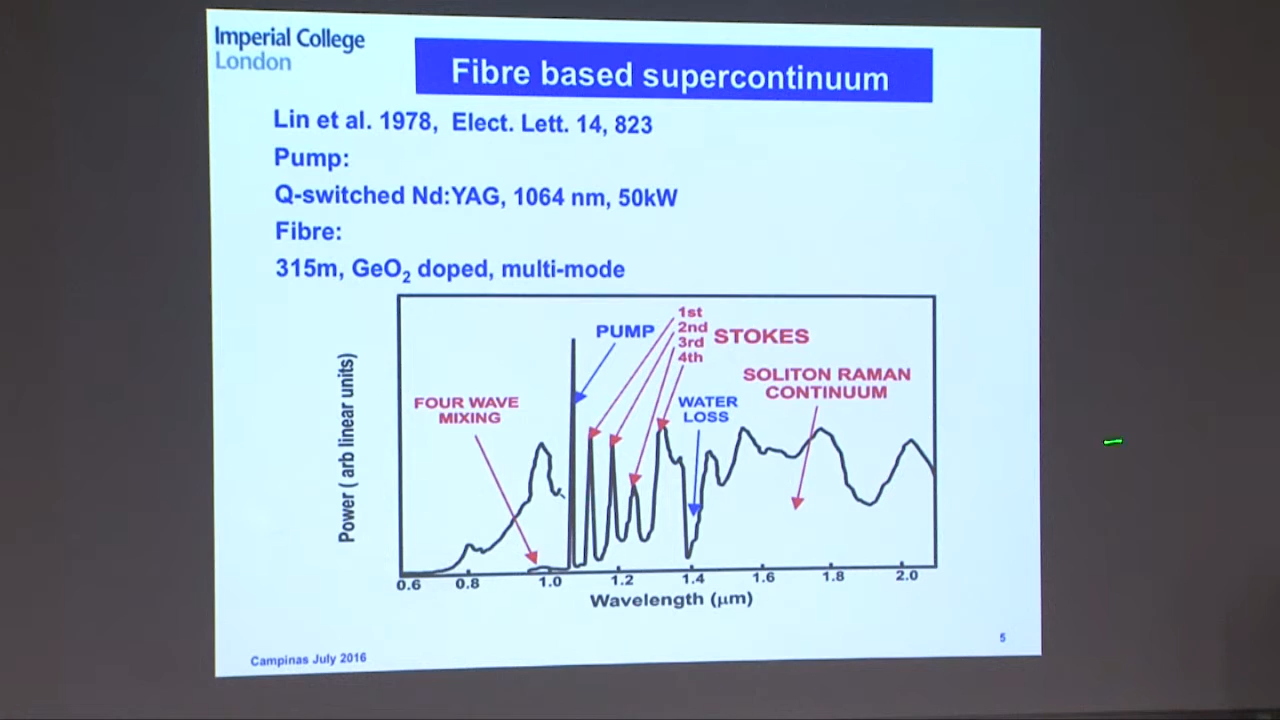 Imperial College
London
Fibre based supercontinuum
Lin et al. 1978, Elect. Lett. 14, 823
Pump:
Q-switched Nd:YAG, 1064 nm, 50kW
Fibre:
315m, GeO₂ doped, multi-mode
1st
2nd
3rd
4th
STOKES
PUMP
SOLITON RAMAN
CONTINUUM
FOUR WAVE
MIXING
WATER
LOSS
Power ( arb linear units)
0.6 0.8 1.0 1.2 1.4 1.6 1.8 2.0
Wavelength (µm)
5
Campinas July 2016